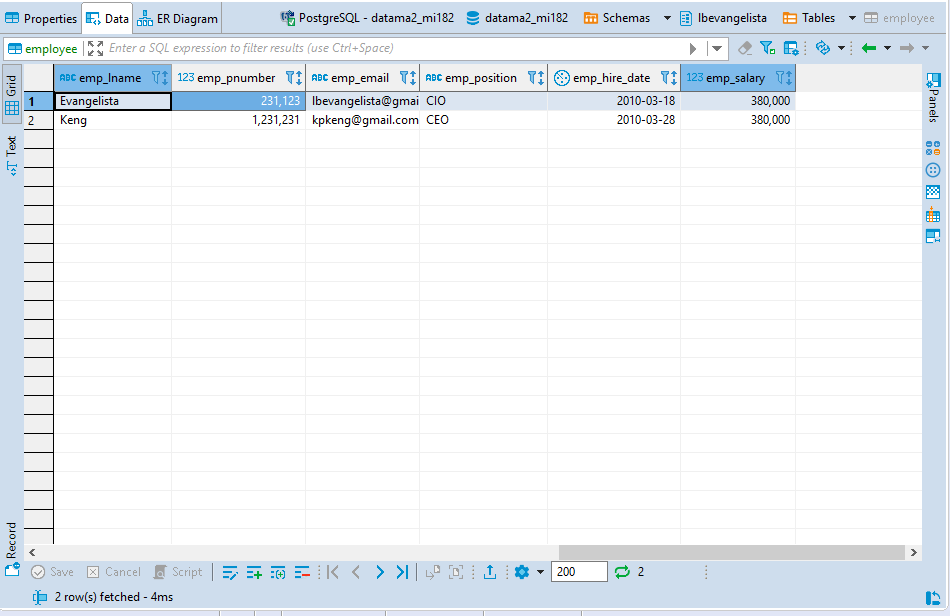 Properties Data ER Diagram PostgreSQL - datama2_mi182 datama2_mi182 Schemas lbevangelista Tables employee
employee Enter a SQL expression to filter results (use Ctrl+Space)
Grid
Text
Record
ABC emp_lname 123 emp_pnumber ABC emp_email ABC emp_position emp_hire_date 123 emp_salary
1 Evangelista 231,123 lbevangelista@gmai CIO 2010-03-18 380,000
2 Keng 1,231,231 kpkeng@gmail.com CEO 2010-03-28 380,000
Panels
Save Cancel Script 200 2
2 row(s) fetched - 4ms